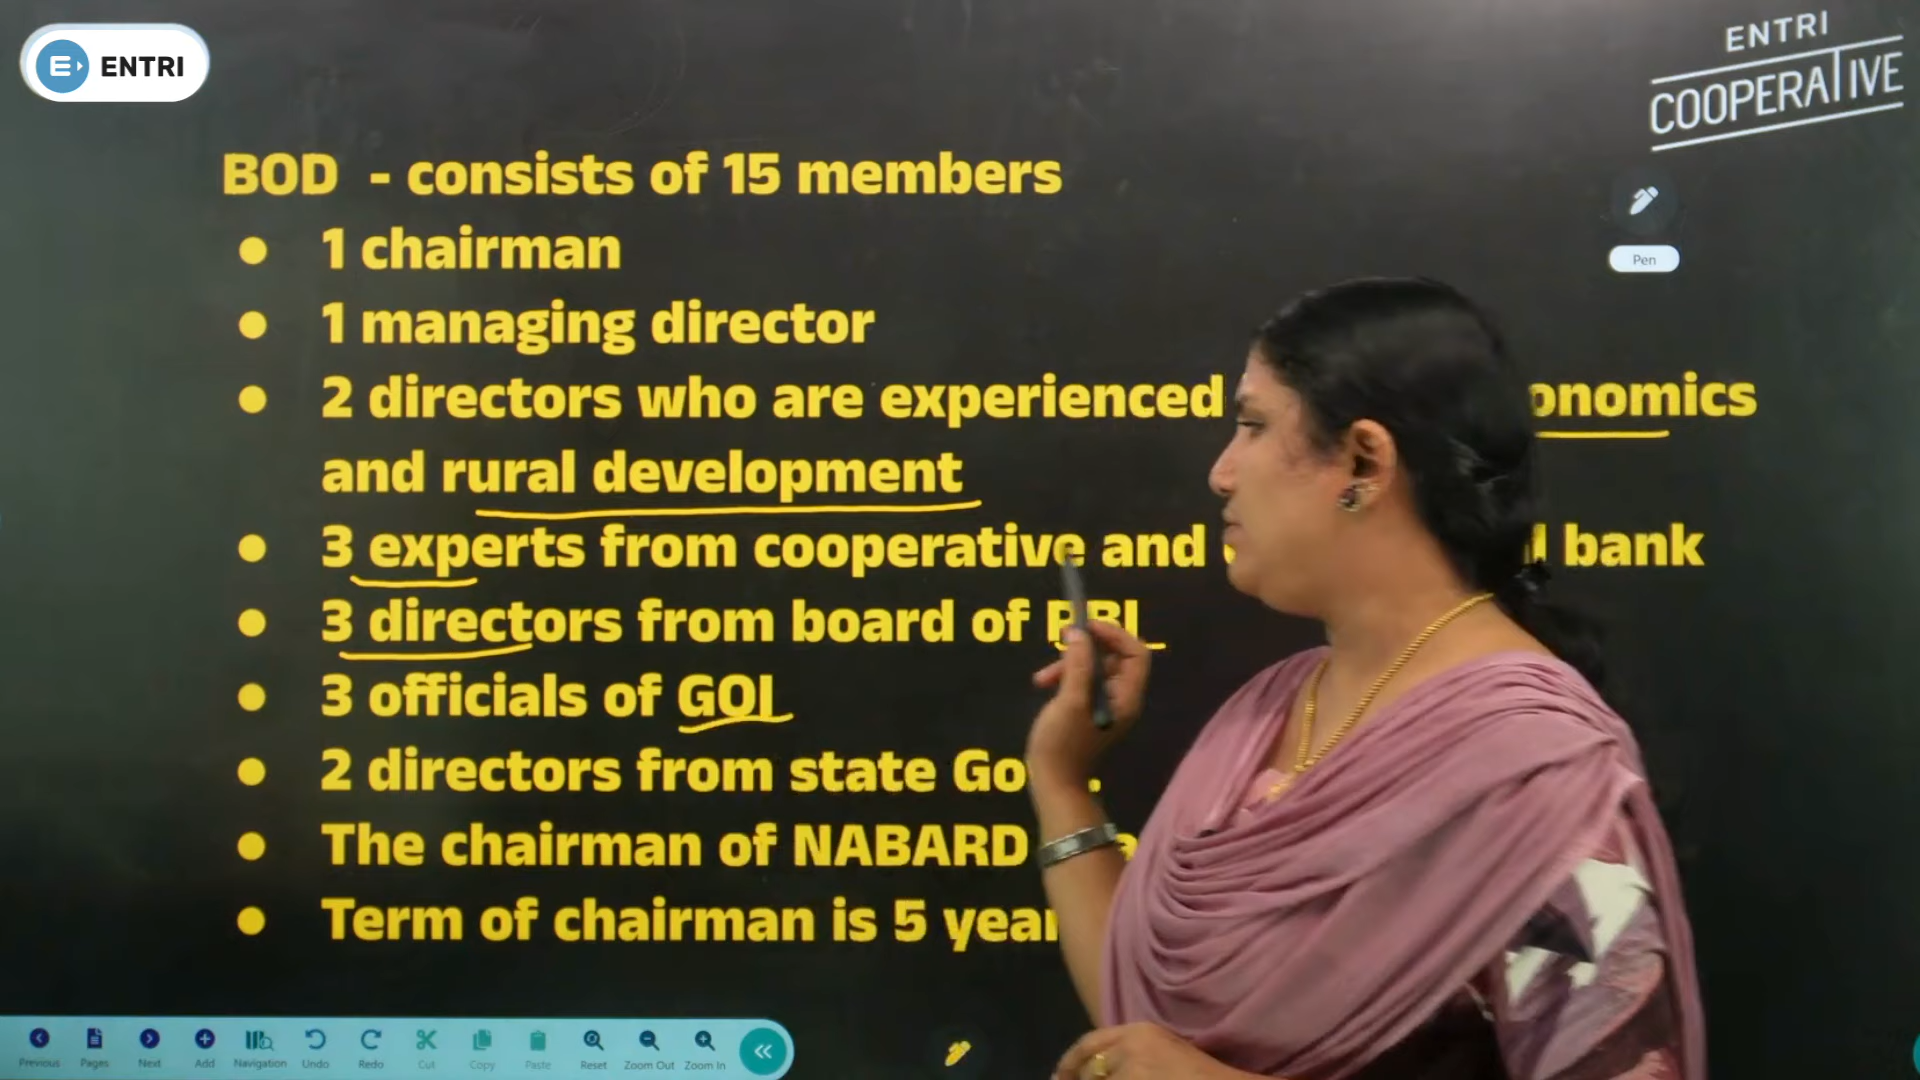 ENTRI
ENTRI
COOPERATIVE
Pen
BOD - consists of 15 members
1 chairman
1 managing director
2 directors who are experienced onomics
and rural development
3 experts from cooperative and bank
3 directors from board of RBI
3 officials of GOI
2 directors from state Go
The chairman of NABARD
Term of chairman is 5 year
Previous Pages Next Add Navigation Undo Redo Cut Copy Paste Reset Zoom Out Zoom In